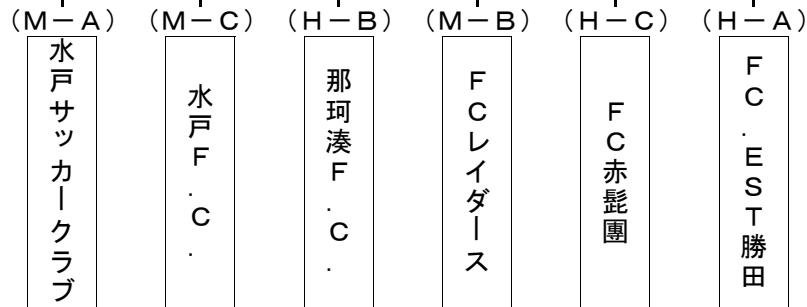 (M－A) (M－C) (H－B) (M－B) (H－C) (H－A)
水戸サッカークラブ
水戸F.C.
那珂湊F.C.
FCレイダース
FC赤髭團
FC.EST勝田